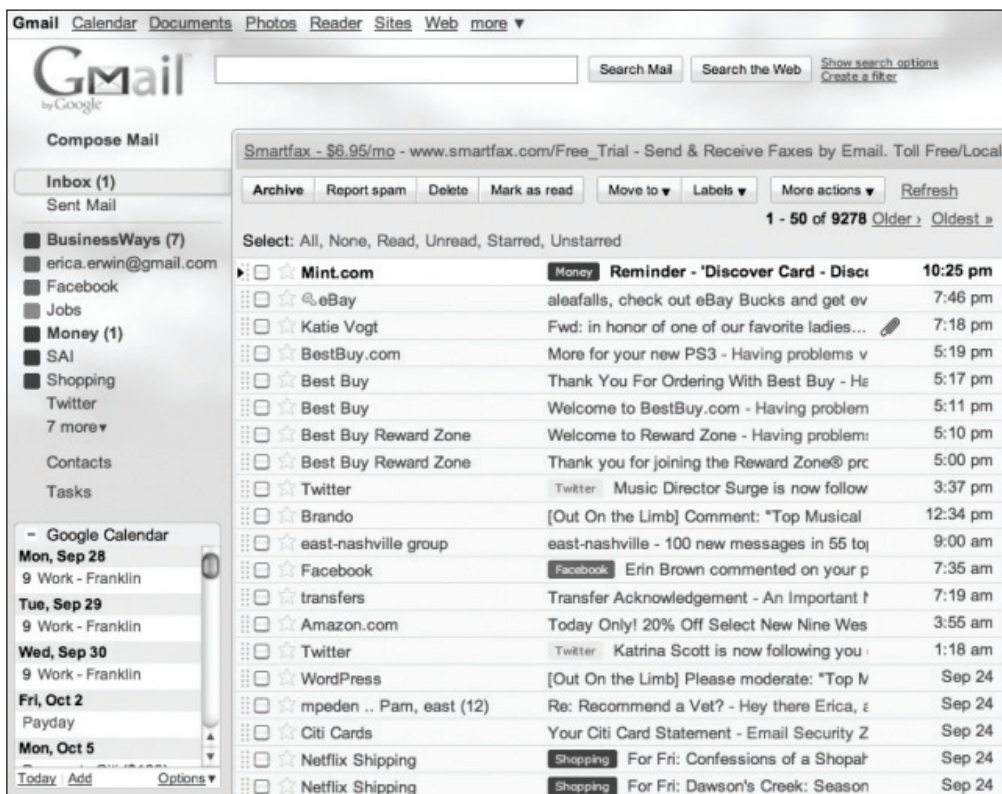 Gmail Calendar Documents Photos Reader Sites Web more ▼
Gmail by Google
Search Mail Search the Web Show search options
Create a filter
Compose Mail
Inbox (1)
Sent Mail
BusinessWays (7)
erica.erwin@gmail.com
Facebook
Jobs
Money (1)
SAI
Shopping
Twitter
7 more▼
Contacts
Tasks
− Google Calendar
Mon, Sep 28
9 Work - Franklin
Tue, Sep 29
9 Work - Franklin
Wed, Sep 30
9 Work - Franklin
Fri, Oct 2
Payday
Mon, Oct 5
Today Add Options▼
Smartfax - $6.95/mo - www.smartfax.com/Free_Trial - Send & Receive Faxes by Email. Toll Free/Local
Archive Report spam Delete Mark as read Move to ▼ Labels ▼ More actions ▼ Refresh
1 - 50 of 9278 Older › Oldest »
Select: All, None, Read, Unread, Starred, Unstarred
Mint.com Money Reminder - 'Discover Card - Disc 10:25 pm
eBay aleafalls, check out eBay Bucks and get ev 7:46 pm
Katie Vogt Fwd: in honor of one of our favorite ladies... 7:18 pm
BestBuy.com More for your new PS3 - Having problems v 5:19 pm
Best Buy Thank You For Ordering With Best Buy - Ha 5:17 pm
Best Buy Welcome to BestBuy.com - Having problem 5:11 pm
Best Buy Reward Zone Welcome to Reward Zone - Having problem 5:10 pm
Best Buy Reward Zone Thank you for joining the Reward Zone® prc 5:00 pm
Twitter Twitter Music Director Surge is now follow 3:37 pm
Brando [Out On the Limb] Comment: "Top Musical 12:34 pm
east-nashville group east-nashville - 100 new messages in 55 to 9:00 am
Facebook Facebook Erin Brown commented on your p 7:35 am
transfers Transfer Acknowledgement - An Important 7:19 am
Amazon.com Today Only! 20% Off Select New Nine Wes 3:55 am
Twitter Twitter Katrina Scott is now following you 1:18 am
WordPress [Out On the Limb] Please moderate: "Top Sep 24
mpeden .. Pam, east (12) Re: Recommend a Vet? - Hey there Erica, Sep 24
Citi Cards Your Citi Card Statement - Email Security Z Sep 24
Netflix Shipping Shopping For Fri: Confessions of a Shopah Sep 24
Netflix Shipping Shopping For Fri: Dawson's Creek: Season Sep 24